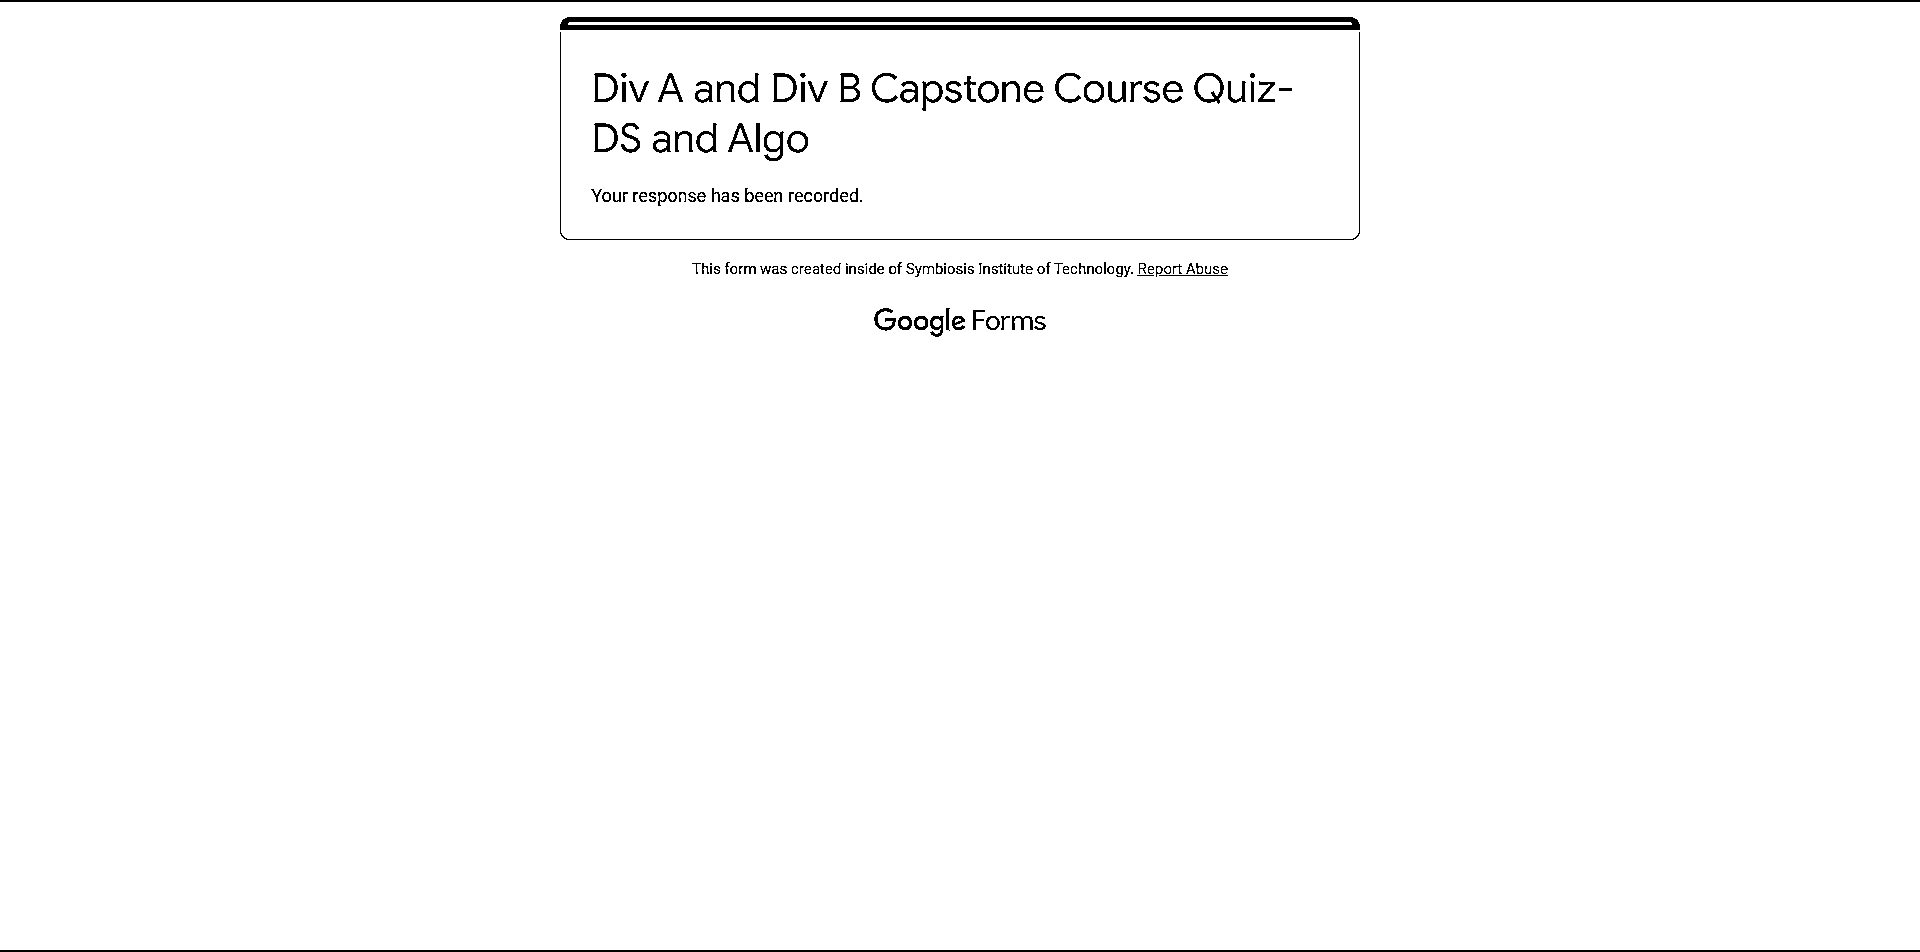 Div A and Div B Capstone Course Quiz-
DS and Algo
Your response has been recorded.
This form was created inside of Symbiosis Institute of Technology. Report Abuse
Google Forms